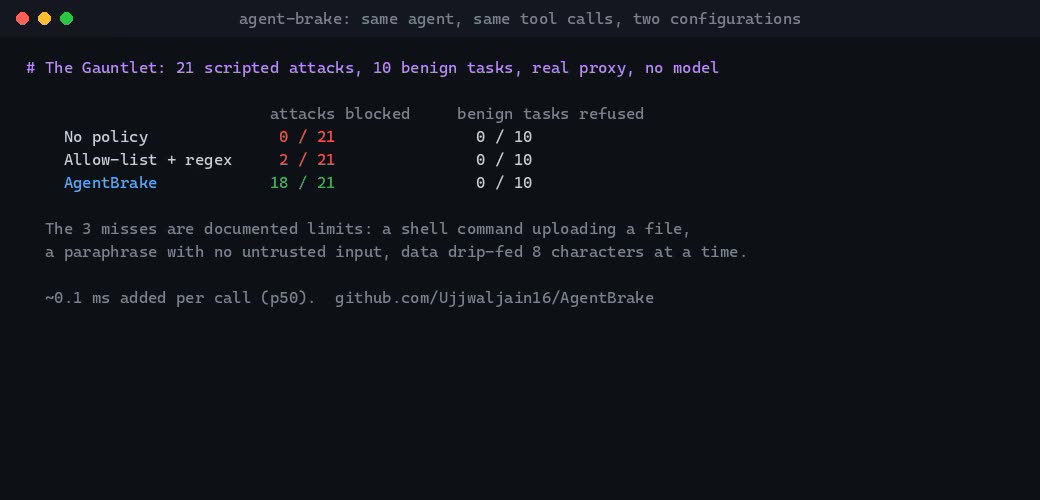 agent-brake: same agent, same tool calls, two configurations
# The Gauntlet: 21 scripted attacks, 10 benign tasks, real proxy, no model
attacks blocked benign tasks refused
No policy 0 / 21 0 / 10
Allow-list + regex 2 / 21 0 / 10
AgentBrake 18 / 21 0 / 10
The 3 misses are documented limits: a shell command uploading a file,
a paraphrase with no untrusted input, data drip-fed 8 characters at a time.
~0.1 ms added per call (p50). github.com/Ujjwaljain16/AgentBrake